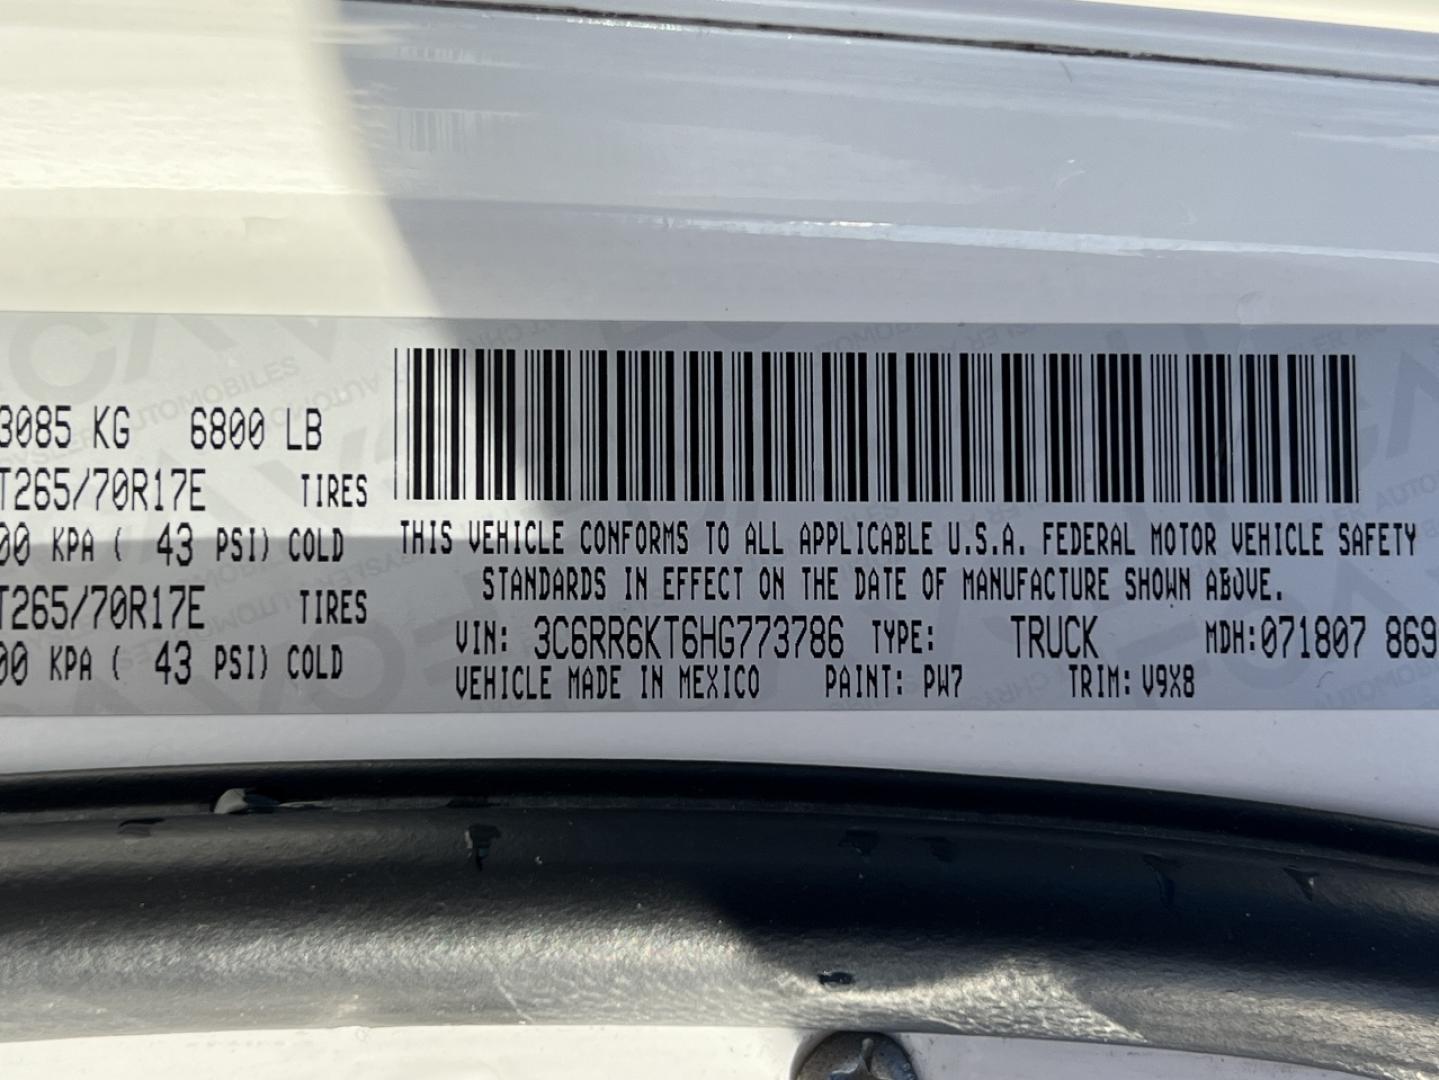 3085 KG 6800 LB
T265/70R17E TIRES
00 KPA ( 43 PSI) COLD
T265/70R17E TIRES
00 KPA ( 43 PSI) COLD
THIS VEHICLE CONFORMS TO ALL APPLICABLE U.S.A. FEDERAL MOTOR VEHICLE SAFETY
STANDARDS IN EFFECT ON THE DATE OF MANUFACTURE SHOWN ABOVE.
VIN: 3C6RR6KT6HG773786 TYPE: TRUCK MDH:071807 869
VEHICLE MADE IN MEXICO PAINT: PW7 TRIM: V9X8